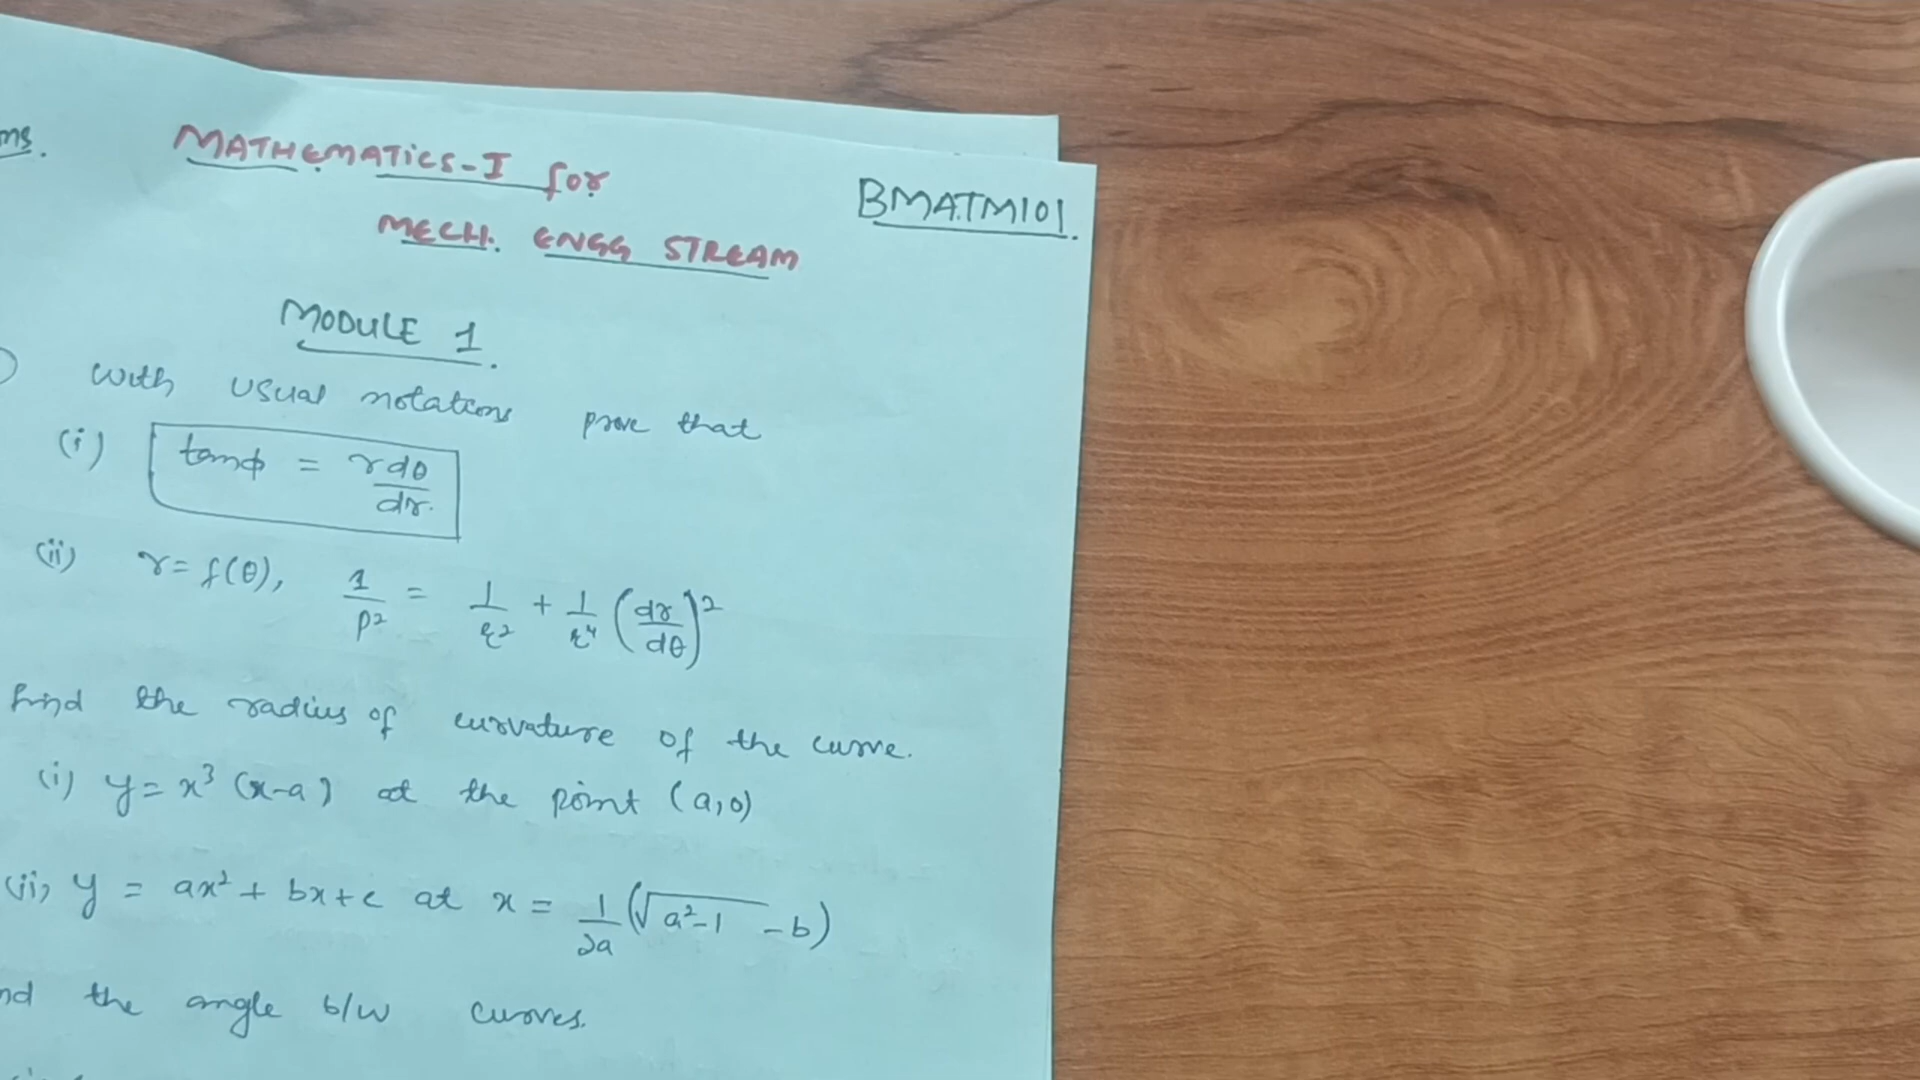 ms.
MATHEMATICS-I for
BMATM101.
MECH. ENGG STREAM
MODULE 1.
with usual notations prove that
(i) tanϕ = rdθ/dr.
(ii) r=f(θ), 1/p² = 1/r² + 1/r⁴ (dr/dθ)²
find the radius of curvature of the curve.
(i) y=x³ (x-a) at the point (a,0)
(ii) y = ax² + bx+c at x = 1/2a (√a²-1 -b)
nd the angle b/w curves.